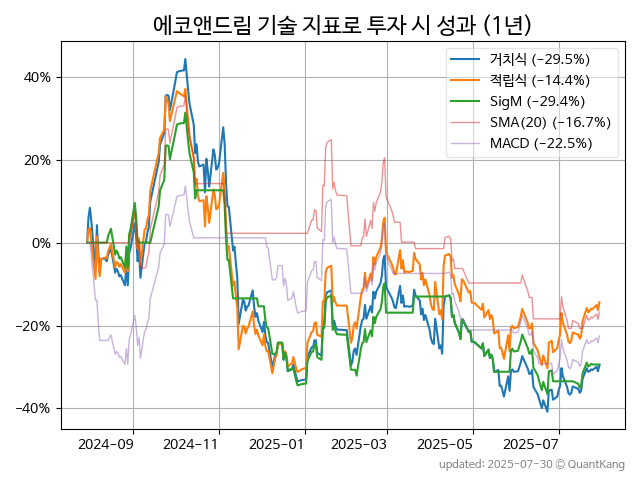 에코앤드림 기술 지표로 투자 시 성과 (1년)
거치식 (−29.5%)
적립식 (−14.4%)
SigM (−29.4%)
SMA(20) (−16.7%)
MACD (−22.5%)
40%
20%
0%
−20%
−40%
2024-09 2024-11 2025-01 2025-03 2025-05 2025-07
updated: 2025-07-30 © QuantKang